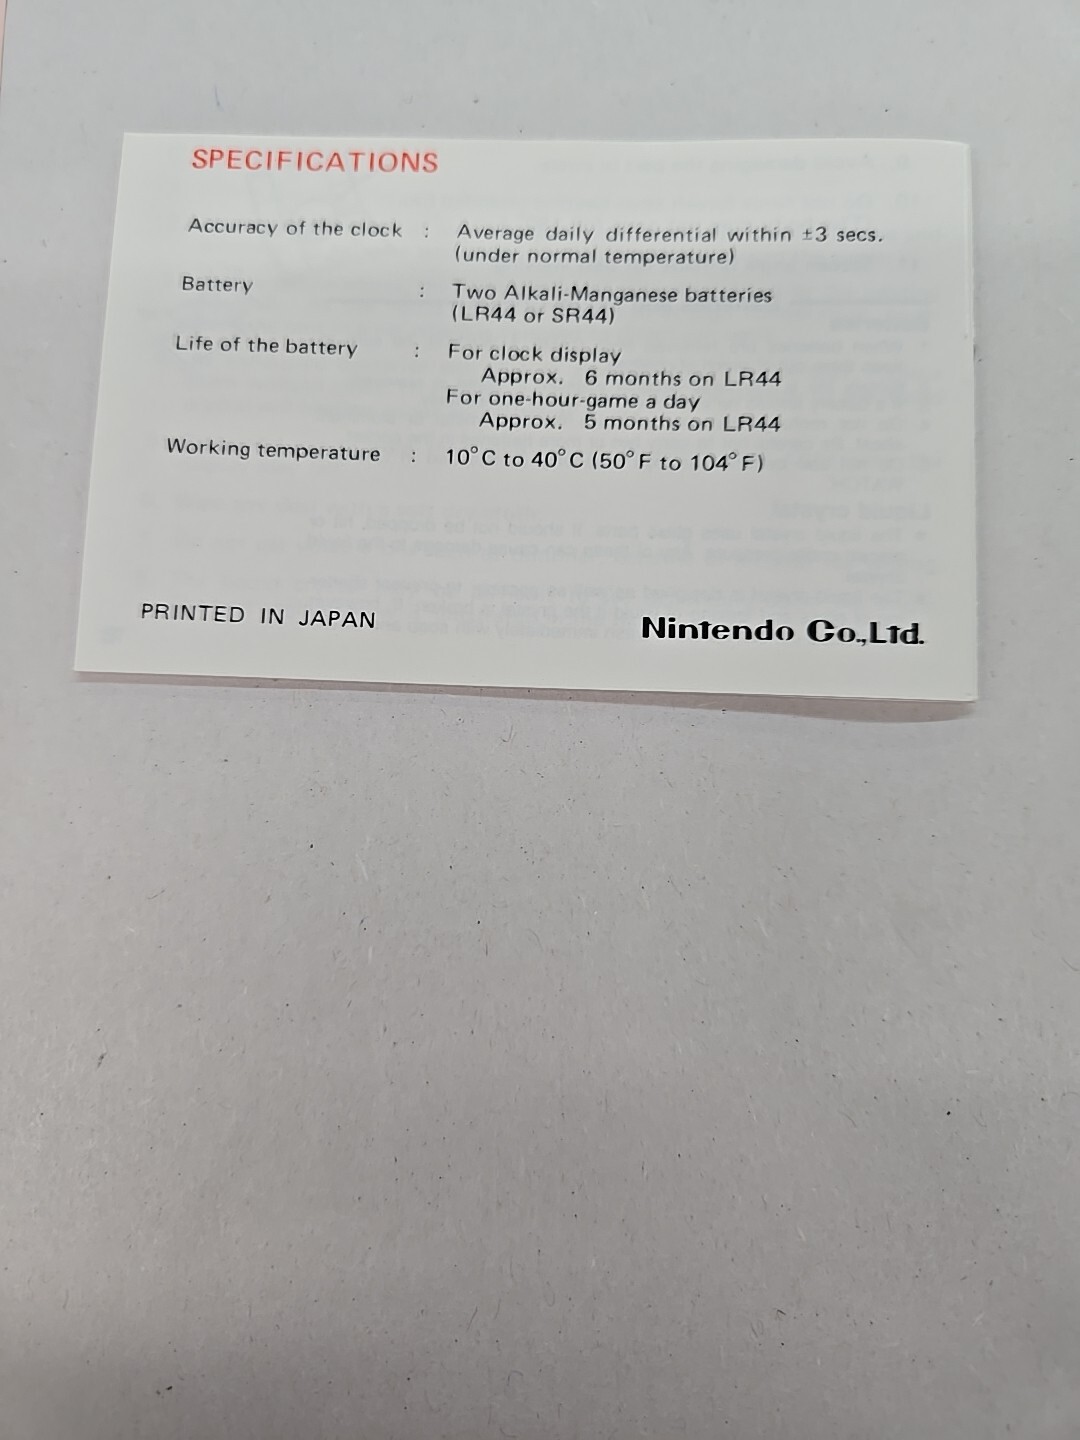 SPECIFICATIONS
Accuracy of the clock : Average daily differential within ±3 secs.
(under normal temperature)
Battery : Two Alkali-Manganese batteries
(LR44 or SR44)
Life of the battery : For clock display
Approx. 6 months on LR44
For one-hour-game a day
Approx. 5 months on LR44
Working temperature : 10°C to 40°C (50°F to 104°F)
PRINTED IN JAPAN
Nintendo Co.,Ltd.